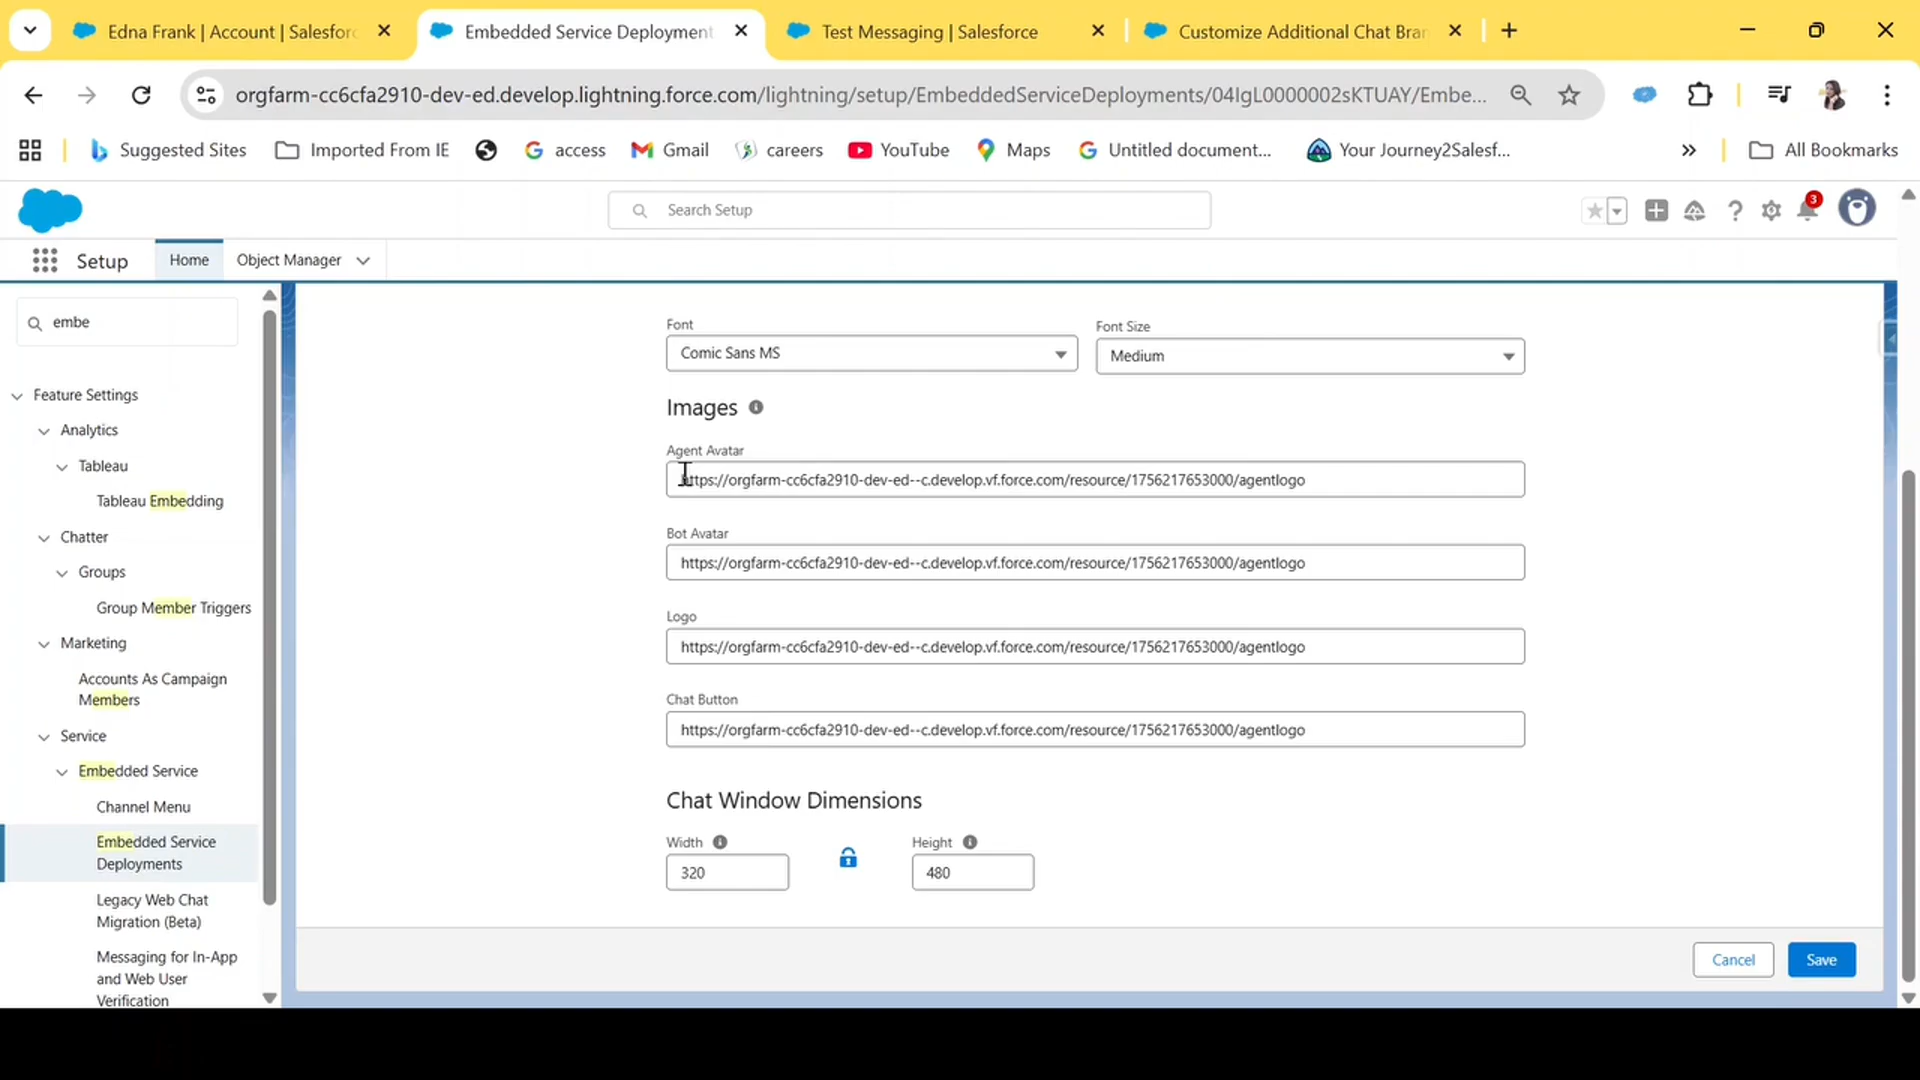 Edna Frank | Account | Salesforc
Embedded Service Deployment
Test Messaging | Salesforce
Customize Additional Chat Bran
orgfarm-cc6cfa2910-dev-ed.develop.lightning.force.com/lightning/setup/EmbeddedServiceDeployments/04IgL0000002sKTUAY/Embe...
Suggested Sites
Imported From IE
access
Gmail
careers
YouTube
Maps
Untitled document...
Your Journey2Salesf...
»
All Bookmarks
Search Setup
3
Setup
Home
Object Manager
embe
Feature Settings
Analytics
Tableau
Tableau Embedding
Chatter
Groups
Group Member Triggers
Marketing
Accounts As Campaign
Members
Service
Embedded Service
Channel Menu
Embedded Service
Deployments
Legacy Web Chat
Migration (Beta)
Messaging for In-App
and Web User
Verification
Font
Font Size
Comic Sans MS
Medium
Images
Agent Avatar
https://orgfarm-cc6cfa2910-dev-ed--c.develop.vf.force.com/resource/1756217653000/agentlogo
Bot Avatar
https://orgfarm-cc6cfa2910-dev-ed--c.develop.vf.force.com/resource/1756217653000/agentlogo
Logo
https://orgfarm-cc6cfa2910-dev-ed--c.develop.vf.force.com/resource/1756217653000/agentlogo
Chat Button
https://orgfarm-cc6cfa2910-dev-ed--c.develop.vf.force.com/resource/1756217653000/agentlogo
Chat Window Dimensions
Width
Height
320
480
Cancel
Save